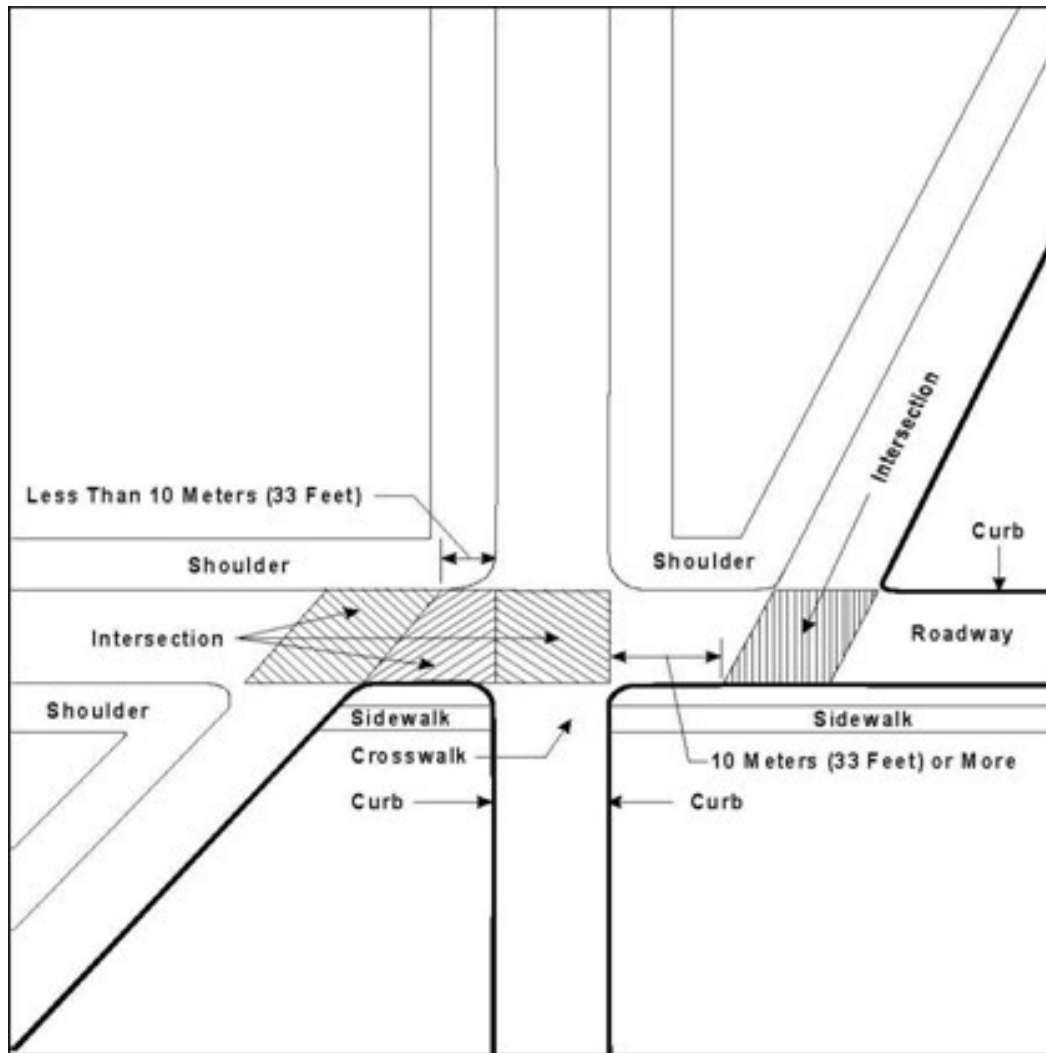 Intersection
Less Than 10 Meters (33 Feet)
Curb
Shoulder
Shoulder
Intersection
Roadway
Shoulder
Sidewalk
Sidewalk
Crosswalk
10 Meters (33 Feet) or More
Curb
Curb